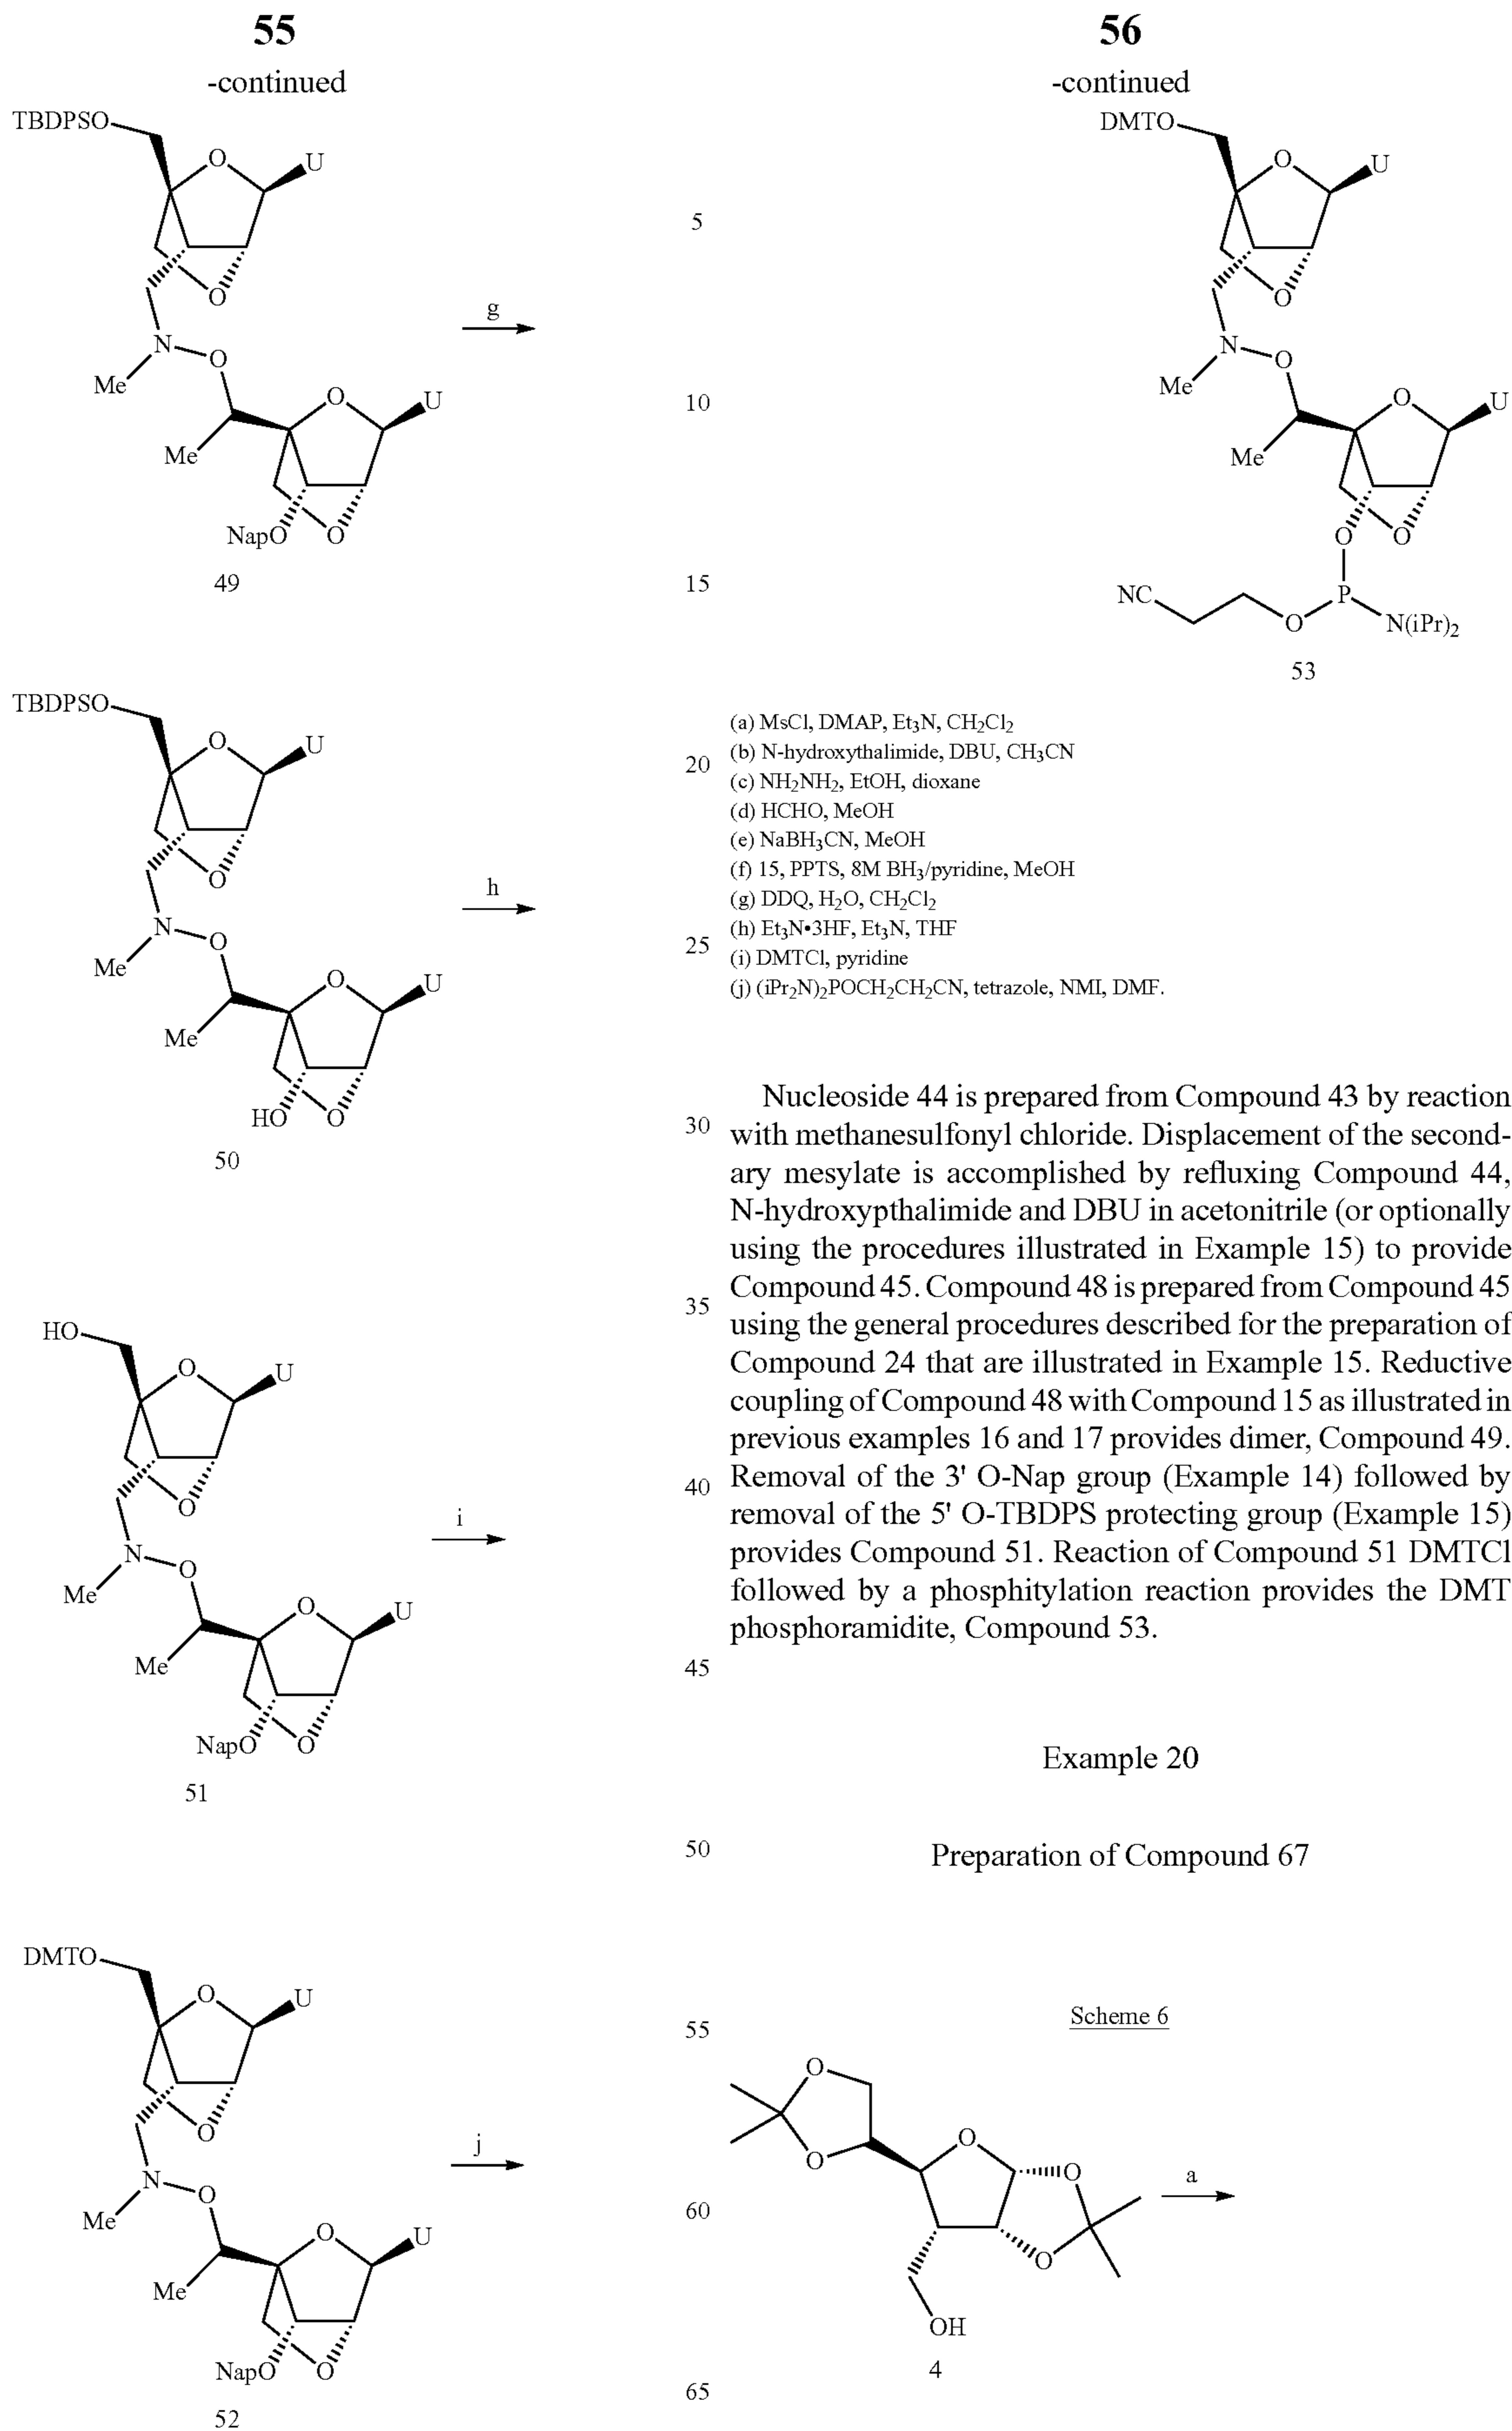 55
-continued
TBDPSO
O
U
O
N
O
Me
g
O
U
Me
NapO
O
49
TBDPSO
O
U
O
N
O
Me
h
O
U
Me
HO
O
50
HO
O
U
O
N
O
Me
i
O
U
Me
NapO
O
51
DMTO
O
U
O
N
O
Me
j
O
U
Me
NapO
O
52
5
10
15
20
25
30
35
40
45
50
55
60
65
56
-continued
DMTO
O
U
O
N
O
Me
O
U
Me
O
O
NC
O
P
N(iPr)2
53
(a) MsCl, DMAP, Et3N, CH2Cl2
(b) N-hydroxythalimide, DBU, CH3CN
(c) NH2NH2, EtOH, dioxane
(d) HCHO, MeOH
(e) NaBH3CN, MeOH
(f) 15, PPTS, 8M BH3/pyridine, MeOH
(g) DDQ, H2O, CH2Cl2
(h) Et3N•3HF, Et3N, THF
(i) DMTCl, pyridine
(j) (iPr2N)2POCH2CH2CN, tetrazole, NMI, DMF.
Nucleoside 44 is prepared from Compound 43 by reaction
with methanesulfonyl chloride. Displacement of the second-
ary mesylate is accomplished by refluxing Compound 44,
N-hydroxypthalimide and DBU in acetonitrile (or optionally
using the procedures illustrated in Example 15) to provide
Compound 45. Compound 48 is prepared from Compound 45
using the general procedures described for the preparation of
Compound 24 that are illustrated in Example 15. Reductive
coupling of Compound 48 with Compound 15 as illustrated in
previous examples 16 and 17 provides dimer, Compound 49.
Removal of the 3' O-Nap group (Example 14) followed by
removal of the 5' O-TBDPS protecting group (Example 15)
provides Compound 51. Reaction of Compound 51 DMTCl
followed by a phosphitylation reaction provides the DMT
phosphoramidite, Compound 53.
Example 20
Preparation of Compound 67
Scheme 6
O
O
O
O
O
a
OH
4